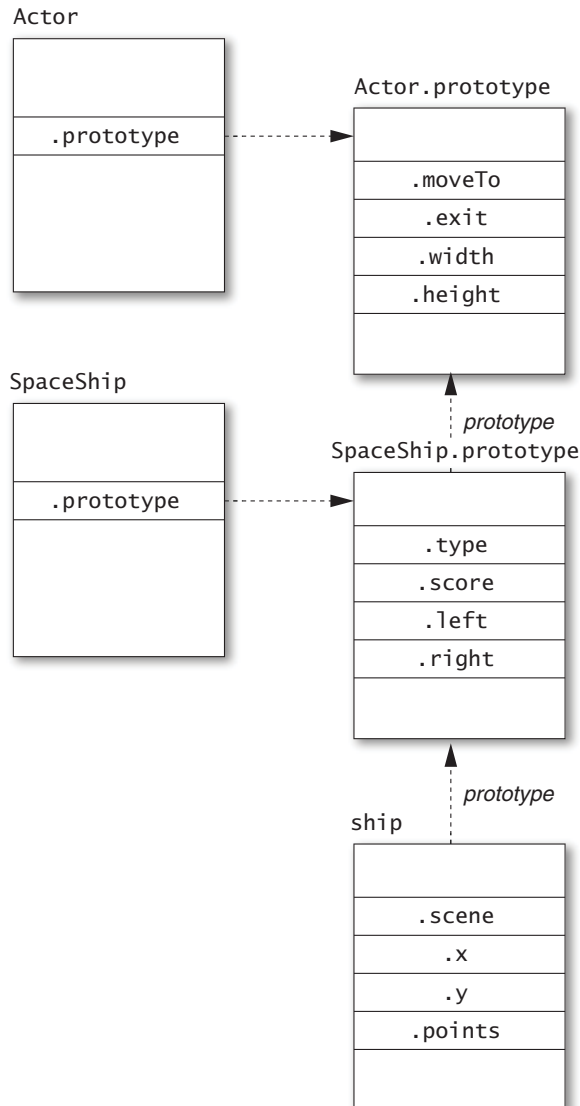 Actor
.prototype
Actor.prototype
.moveTo
.exit
.width
.height
prototype
SpaceShip
.prototype
SpaceShip.prototype
.type
.score
.left
.right
prototype
ship
.scene
.x
.y
.points